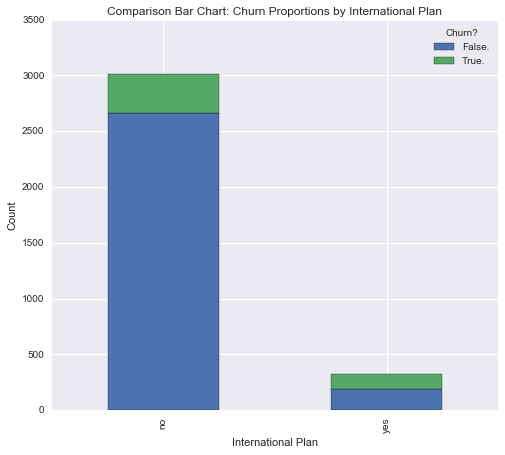 Comparison Bar Chart: Churn Proportions by International Plan
3500
3000
2500
2000
1500
1000
500
0
Count
Churn?
False.
True.
no
yes
International Plan